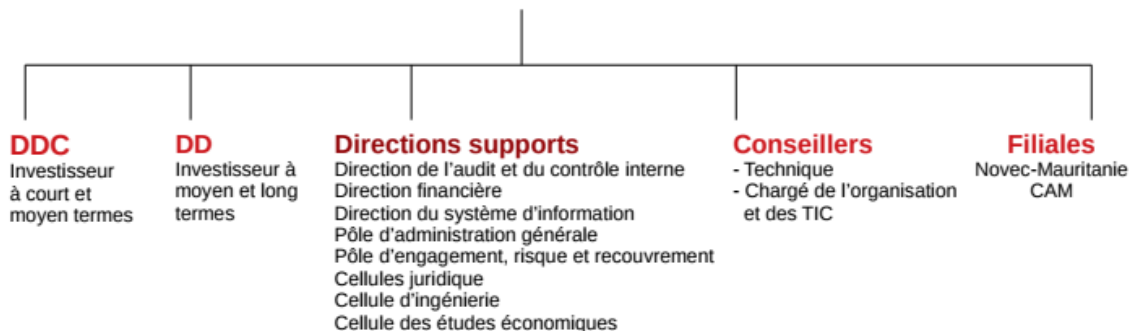 DDC
Investisseur
à court et
moyen termes
DD
Investisseur à
moyen et long
termes
Directions supports
Direction de l'audit et du contrôle interne
Direction financière
Direction du système d'information
Pôle d'administration générale
Pôle d'engagement, risque et recouvrement
Cellules juridique
Cellule d'ingénierie
Cellule des études économiques
Conseillers
- Technique
- Chargé de l'organisation
et des TIC
Filiales
Novec-Mauritanie
CAM